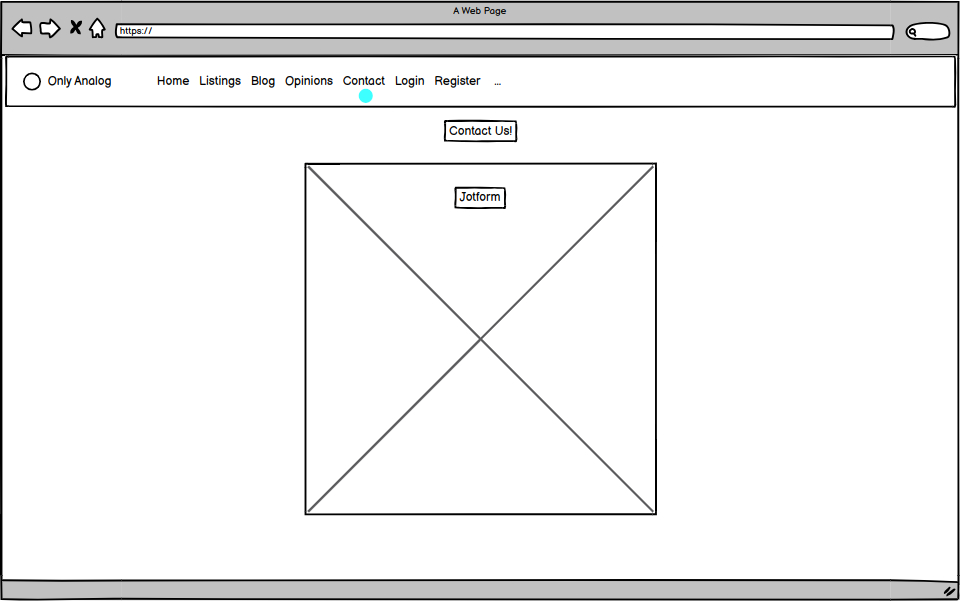 A Web Page
https://
Only Analog Home Listings Blog Opinions Contact Login Register ...
Contact Us!
Jotform